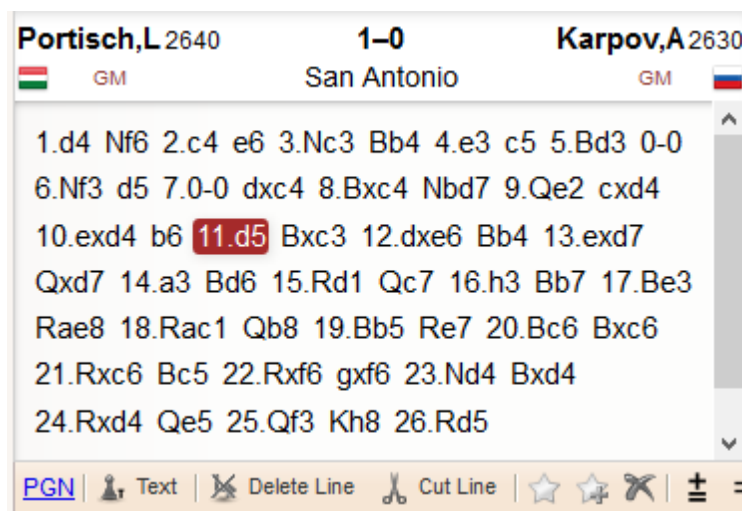 Portisch,L 2640 1–0 Karpov,A 2630
GM San Antonio GM
1.d4 Nf6 2.c4 e6 3.Nc3 Bb4 4.e3 c5 5.Bd3 0-0
6.Nf3 d5 7.0-0 dxc4 8.Bxc4 Nbd7 9.Qe2 cxd4
10.exd4 b6 11.d5 Bxc3 12.dxe6 Bb4 13.exd7
Qxd7 14.a3 Bd6 15.Rd1 Qc7 16.h3 Bb7 17.Be3
Rae8 18.Rac1 Qb8 19.Bb5 Re7 20.Bc6 Bxc6
21.Rxc6 Bc5 22.Rxf6 gxf6 23.Nd4 Bxd4
24.Rxd4 Qe5 25.Qf3 Kh8 26.Rd5
PGN | Text | Delete Line Cut Line | ± =